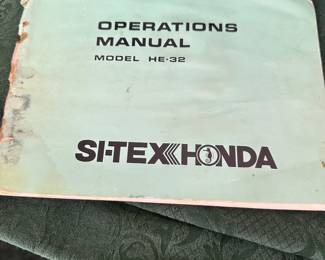 OPERATIONS
MANUAL
MODEL HE-32
SI-TEX HONDA